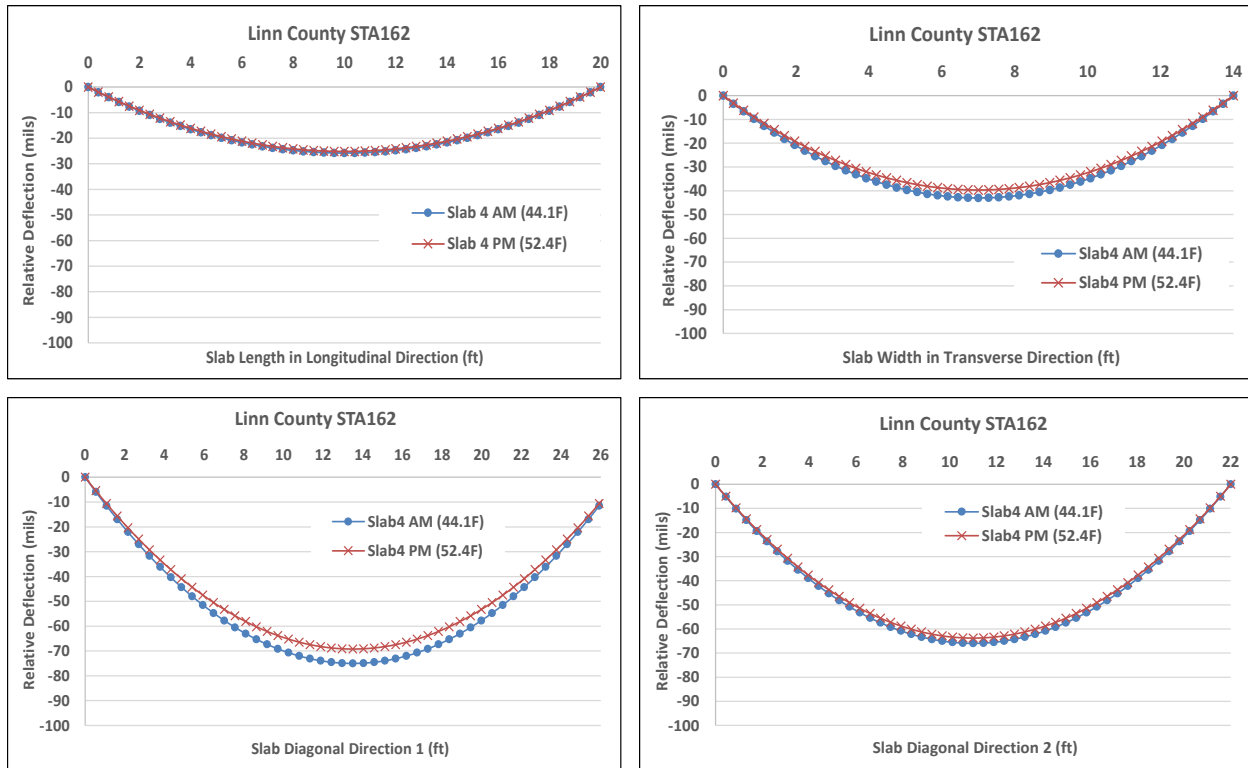 Linn County STA162
0 2 4 6 8 10 12 14 16 18 20
0
-10
-20
-30
-40
-50
-60
-70
-80
-90
-100
Relative Deflection (mils)
Slab 4 AM (44.1F)
Slab 4 PM (52.4F)
Slab Length in Longitudinal Direction (ft)
Linn County STA162
0 2 4 6 8 10 12 14
0
-10
-20
-30
-40
-50
-60
-70
-80
-90
-100
Relative Deflection (mils)
Slab4 AM (44.1F)
Slab4 PM (52.4F)
Slab Width in Transverse Direction (ft)
Linn County STA162
0 2 4 6 8 10 12 14 16 18 20 22 24 26
0
-10
-20
-30
-40
-50
-60
-70
-80
-90
-100
Relative Deflection (mils)
Slab4 AM (44.1F)
Slab4 PM (52.4F)
Slab Diagonal Direction 1 (ft)
Linn County STA162
0 2 4 6 8 10 12 14 16 18 20 22
0
-10
-20
-30
-40
-50
-60
-70
-80
-90
-100
Relative Deflection (mils)
Slab4 AM (44.1F)
Slab4 PM (52.4F)
Slab Diagonal Direction 2 (ft)